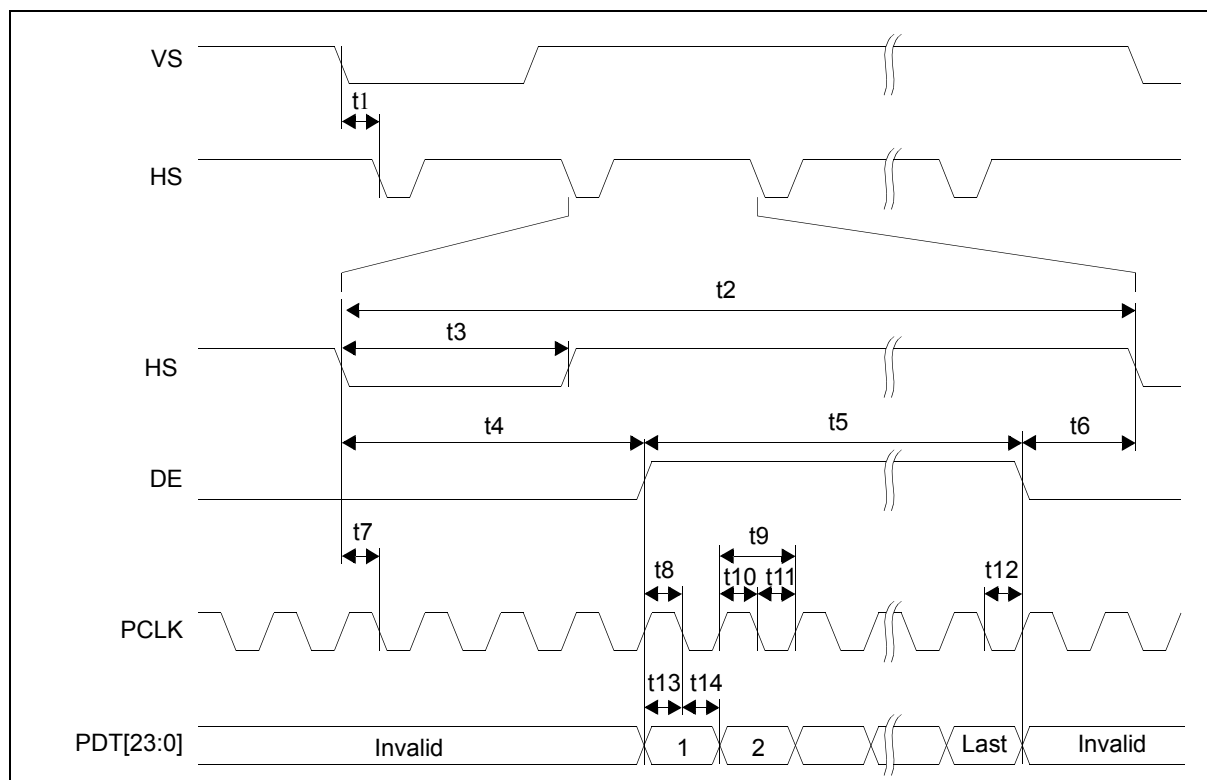 VS
t1
HS
t2
t3
HS
t4 t5 t6
DE
t7
t9
t8 t10 t11 t12
PCLK
t13 t14
PDT[23:0] Invalid 1 2 Last Invalid